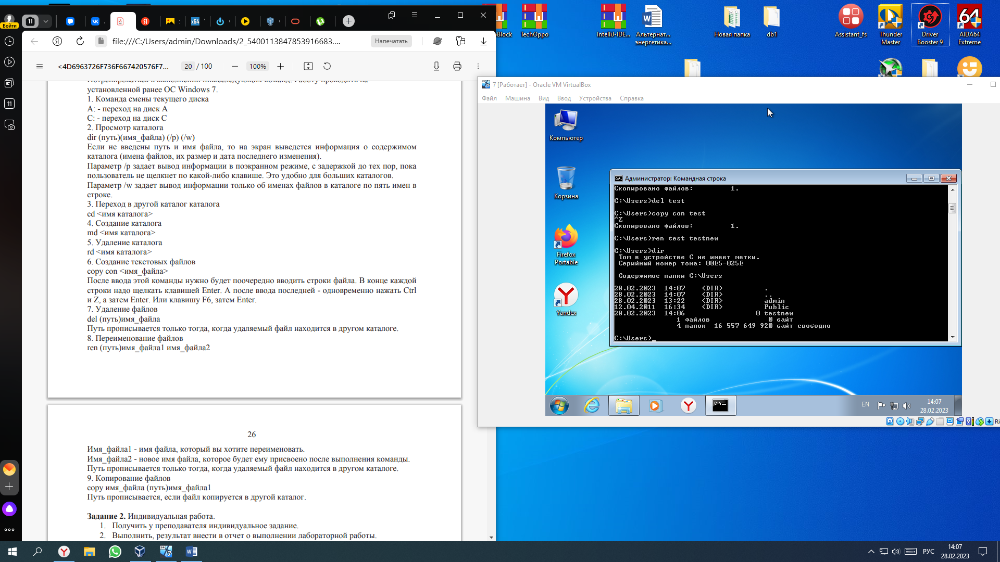 Войти
11
file:///C:/Users/admin/Downloads/2_5400113847853916683....
Напечатать
<4D6963726F736F667420576F7...
20 / 100
100%
установленной ранее ОС Windows 7.
1. Команда смены текущего диска
A: - переход на диск А
C: - переход на диск С
2. Просмотр каталога
dir (путь)(имя_файла) (/p) (/w)
Если не введены путь и имя файла, то на экран выведется информация о содержимом
каталога (имена файлов, их размер и дата последнего изменения).
Параметр /p задает вывод информации в поэкранном режиме, с задержкой до тех пор, пока
пользователь не щелкнет по какой-либо клавише. Это удобно для больших каталогов.
Параметр /w задает вывод информации только об именах файлов в каталоге по пять имен в
строке.
3. Переход в другой каталог каталога
cd <имя каталога>
4. Создание каталога
md <имя каталога>
5. Удаление каталога
rd <имя каталога>
6. Создание текстовых файлов
copy con <имя_файла>
После ввода этой команды нужно будет поочередно вводить строки файла. В конце каждой
строки надо щелкать клавишей Enter. А после ввода последней - одновременно нажать Ctrl
и Z, а затем Enter. Или клавишу F6, затем Enter.
7. Удаление файлов
del (путь)имя_файла
Путь прописывается только тогда, когда удаляемый файл находится в другом каталоге.
8. Переименование файлов
ren (путь)имя_файла1 имя_файла2
26
Имя_файла1 - имя файла, который вы хотите переименовать.
Имя_файла2 - новое имя файла, которое будет ему присвоено после выполнения команды.
Путь прописывается только тогда, когда удаляемый файл находится в другом каталоге.
9. Копирование файлов
copy имя_файла (путь)имя_файла1
Путь прописывается, если файл копируется в другой каталог.
Задание 2. Индивидуальная работа.
1. Получить у преподавателя индивидуальное задание.
2. Выполнить, результат внести в отчет о выполнении лабораторной работы.
Block
TechOppo
IntelliJ-IDE...
Альтернат...
энергетика...
Новая папка
db1
Assistant_fs
Thunder
Master
Driver
Booster 9
64
AIDA64
Extreme
7 [Работает] - Oracle VM VirtualBox
Файл Машина Вид Ввод Устройства Справка
Компьютер
Корзина
Firefox
Portable
Yandex
Администратор: Командная строка
Скопировано файлов: 1.
C:\Users>del test
C:\Users>copy con test
^Z
Скопировано файлов: 1.
C:\Users>ren test testnew
C:\Users>dir
Том в устройстве C не имеет метки.
Серийный номер тома: 00E5-025E
Содержимое папки C:\Users
28.02.2023 14:07 <DIR> .
28.02.2023 14:07 <DIR> ..
28.02.2023 13:22 <DIR> admin
12.04.2011 16:34 <DIR> Public
28.02.2023 14:06 0 testnew
1 файлов 0 байт
4 папок 16 557 649 920 байт свободно
C:\Users>_
EN
14:07
28.02.2023
РУС
14:07
28.02.2023